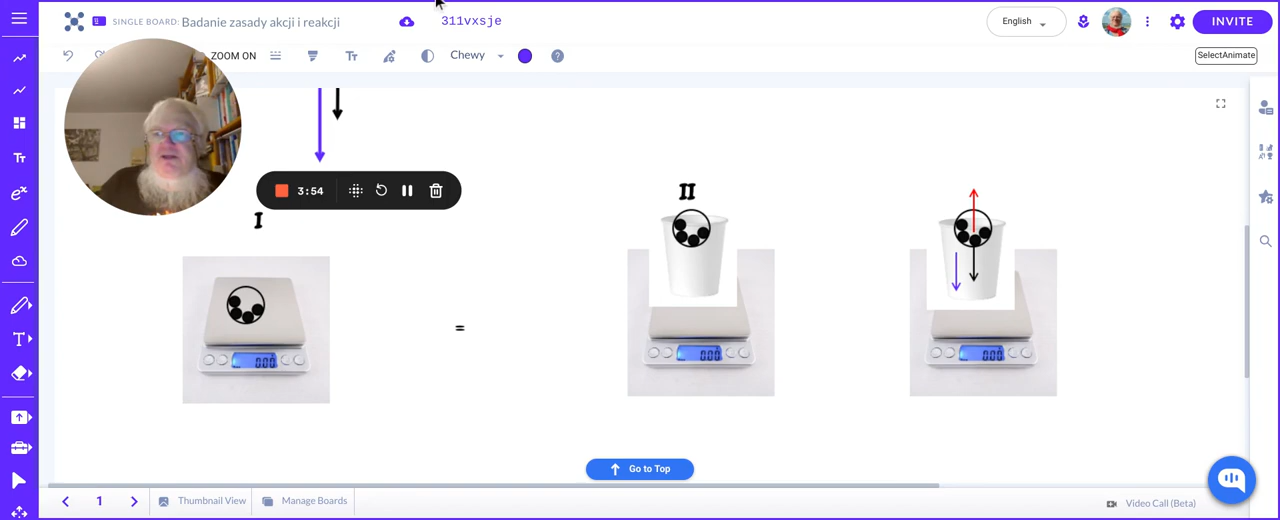 SINGLE BOARD: Badanie zasady akcji i reakcji
311vxsje
English
INVITE
ZOOM ON
Chewy
SelectAnimate
3:54
I
II
=
0.00
0.00
0.00
Go to Top
1
Thumbnail View
Manage Boards
Video Call (Beta)